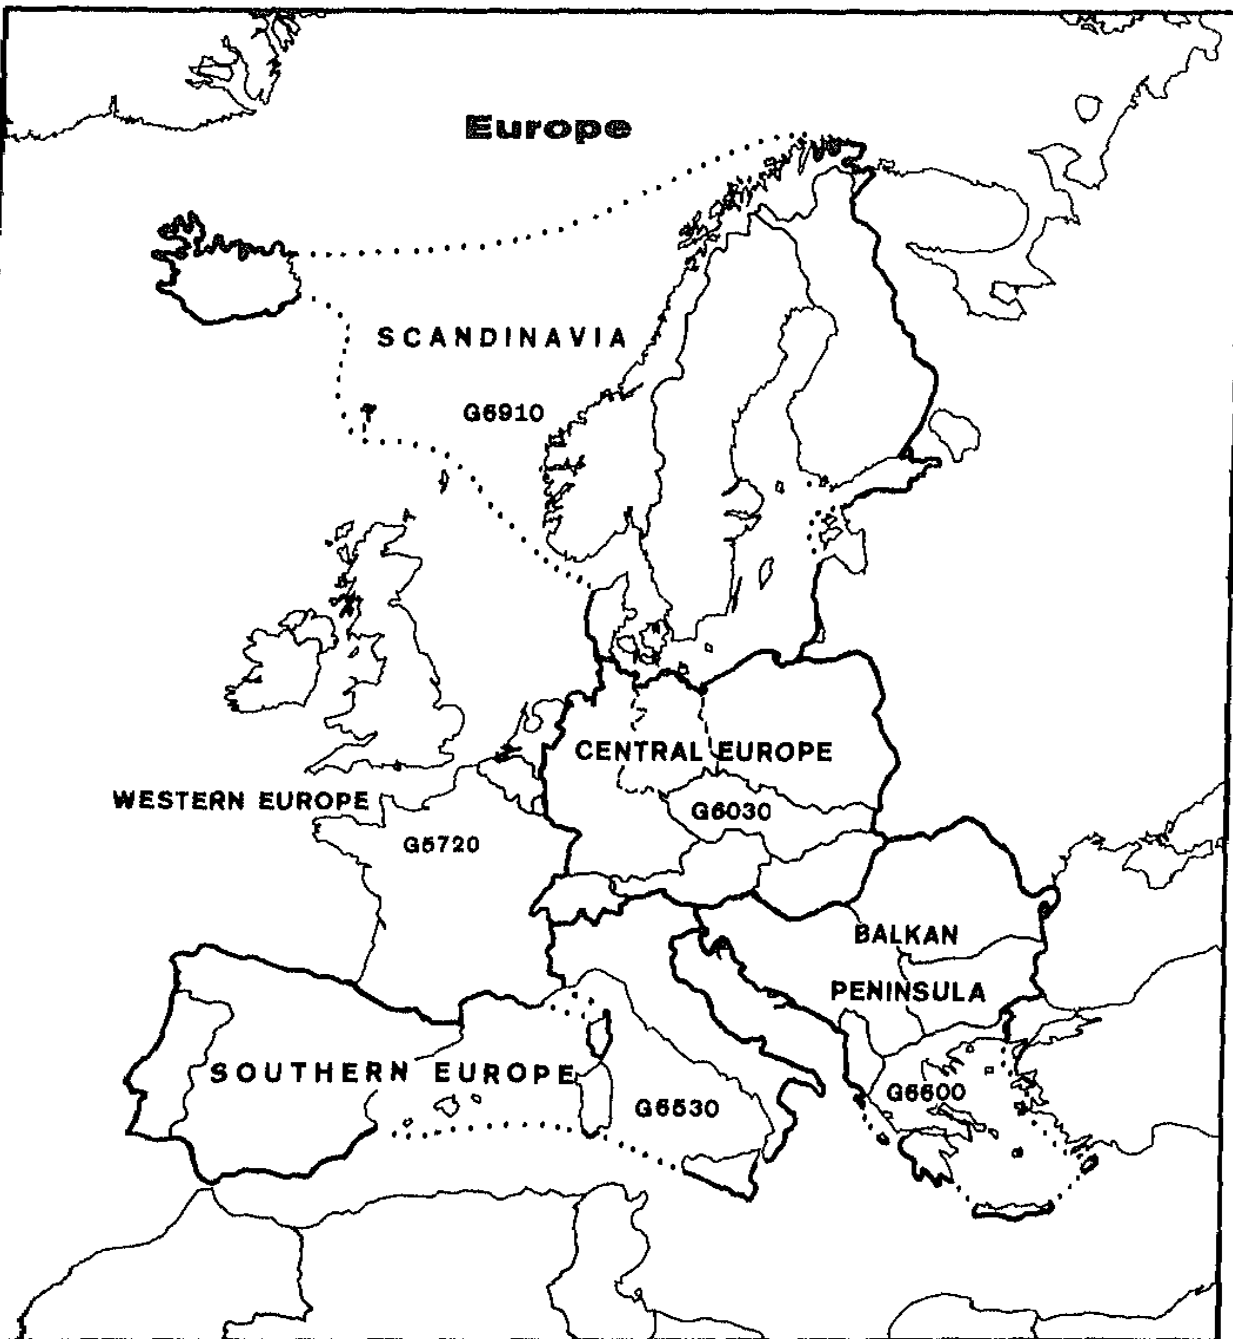 Europe
SCANDINAVIA
G6910
CENTRAL EUROPE
WESTERN EUROPE
G6030
G5720
BALKAN
PENINSULA
SOUTHERN EUROPE
G6600
G6530